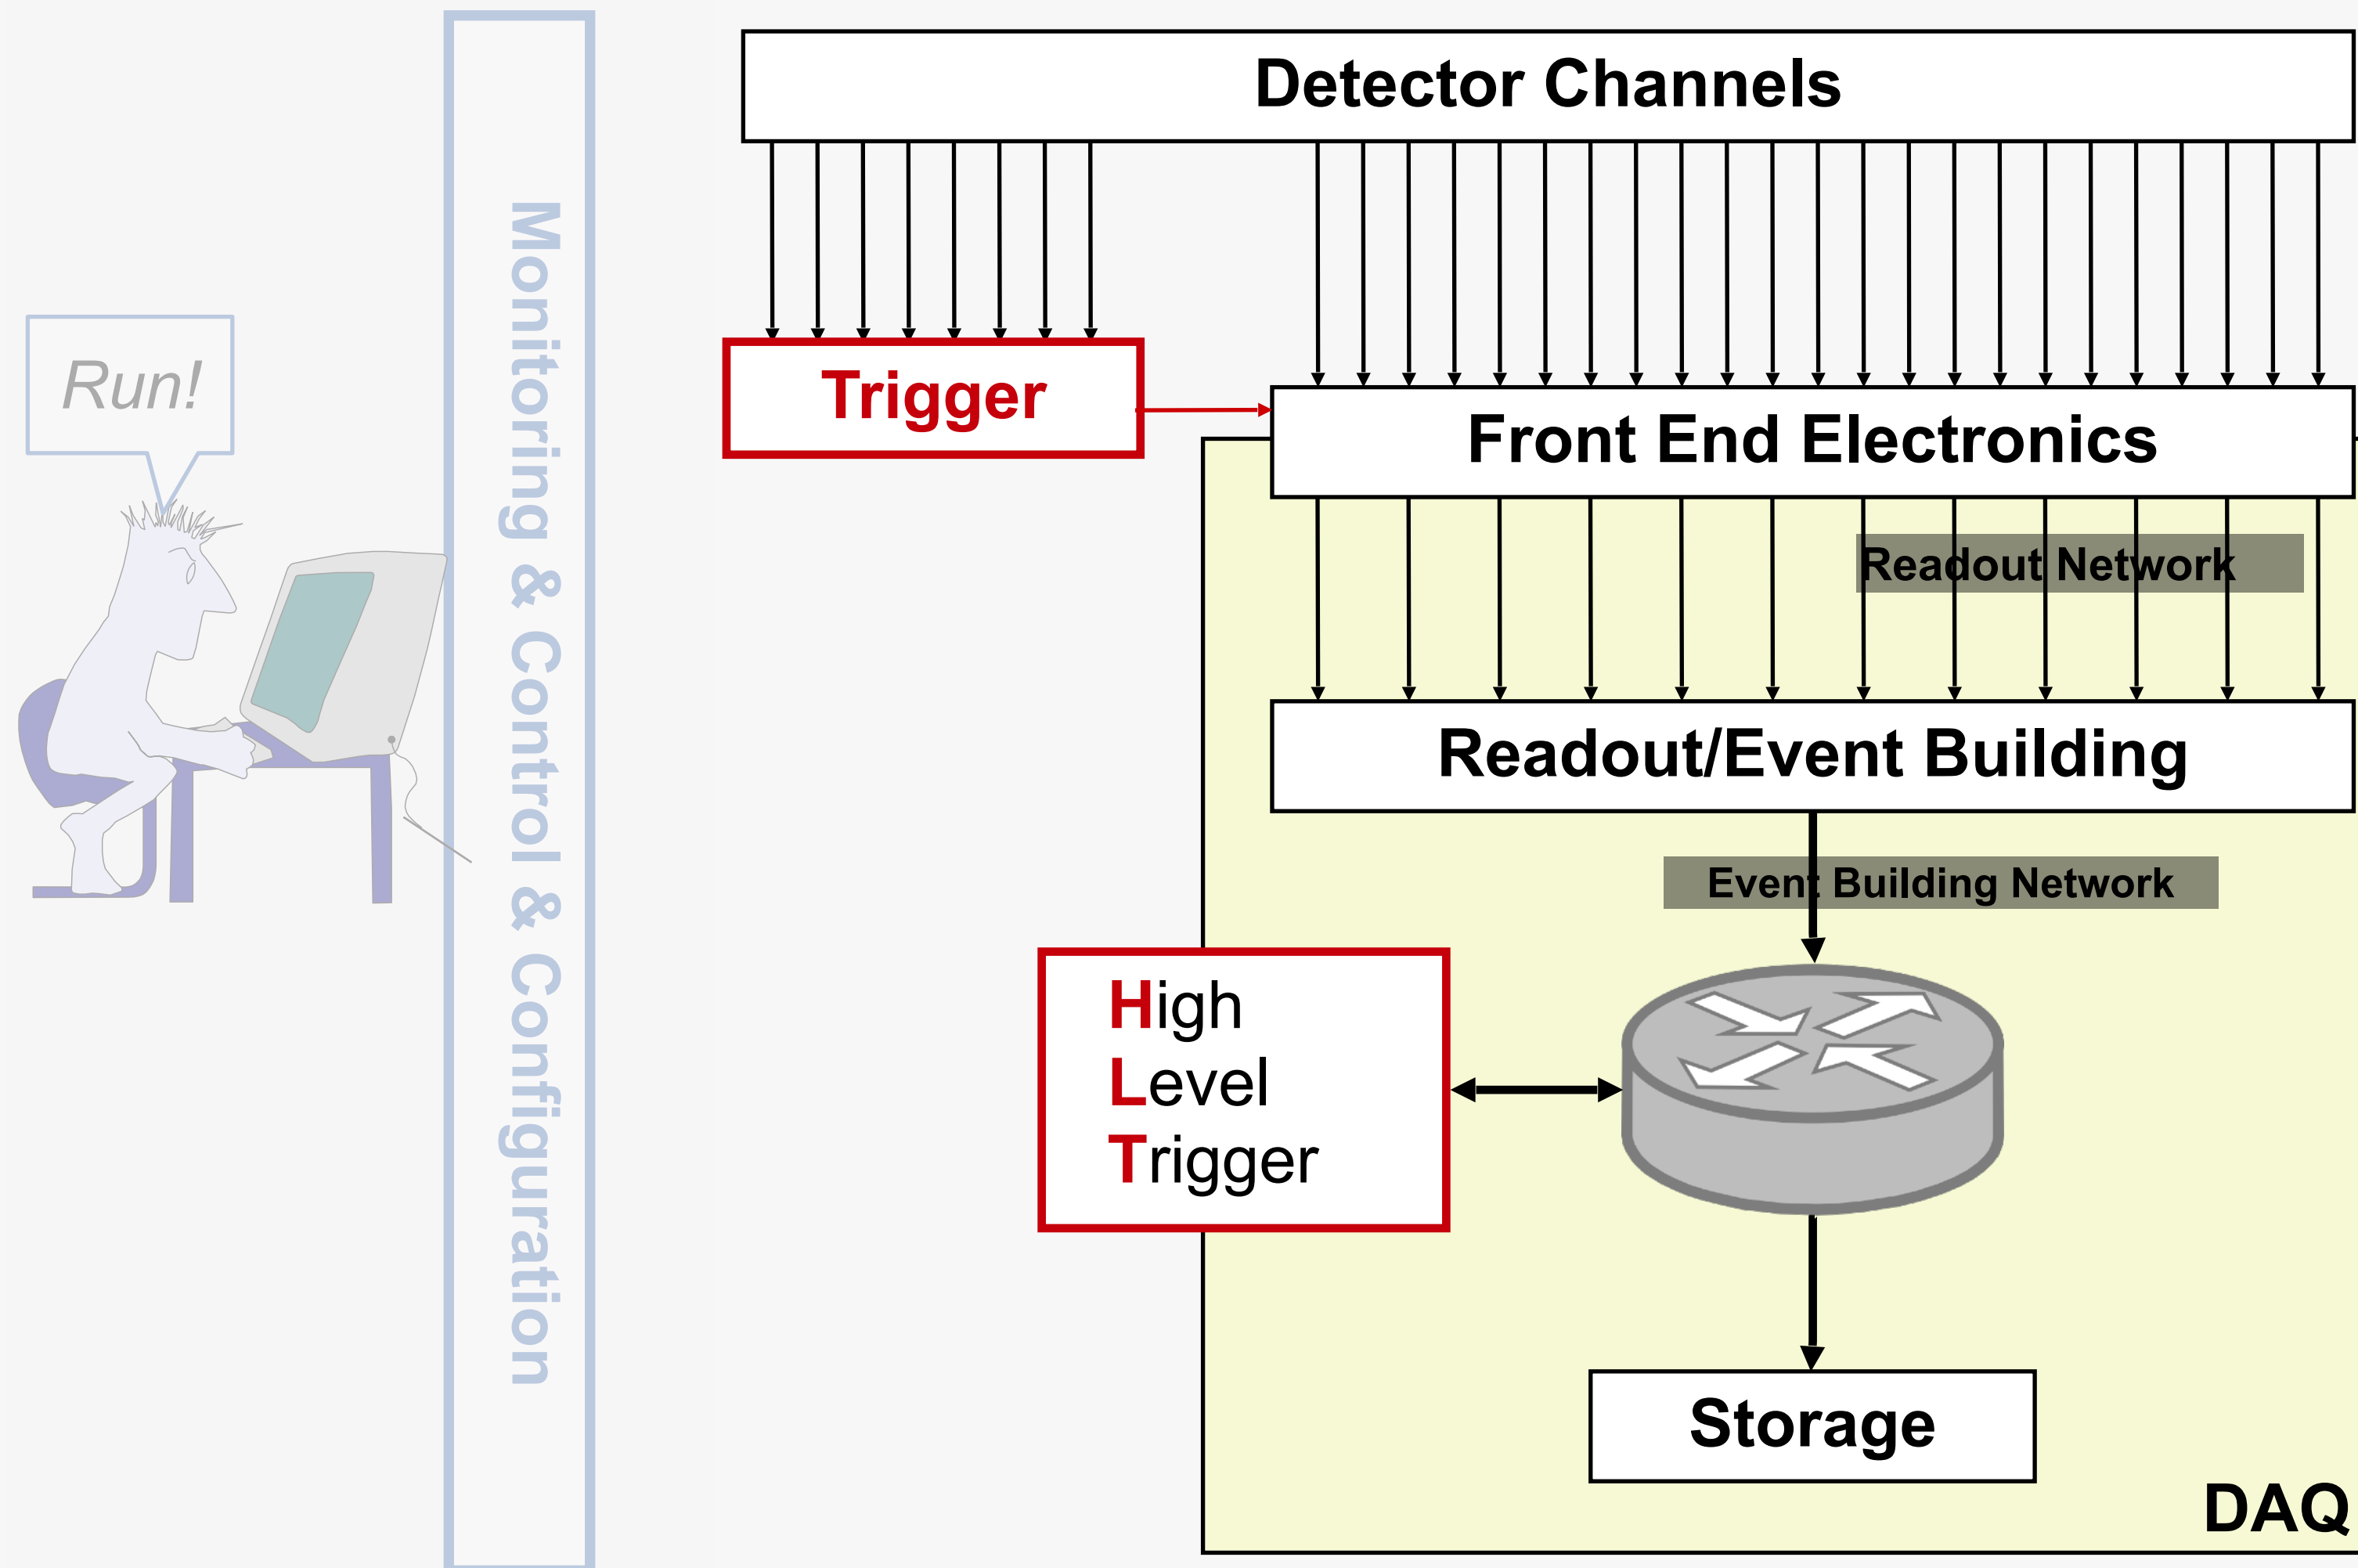 Detector Channels
Run!
Monitoring & Control & Configuration
Trigger
Front End Electronics
Readout Network
Readout/Event Building
Event Building Network
High
Level
Trigger
Storage
DAQ